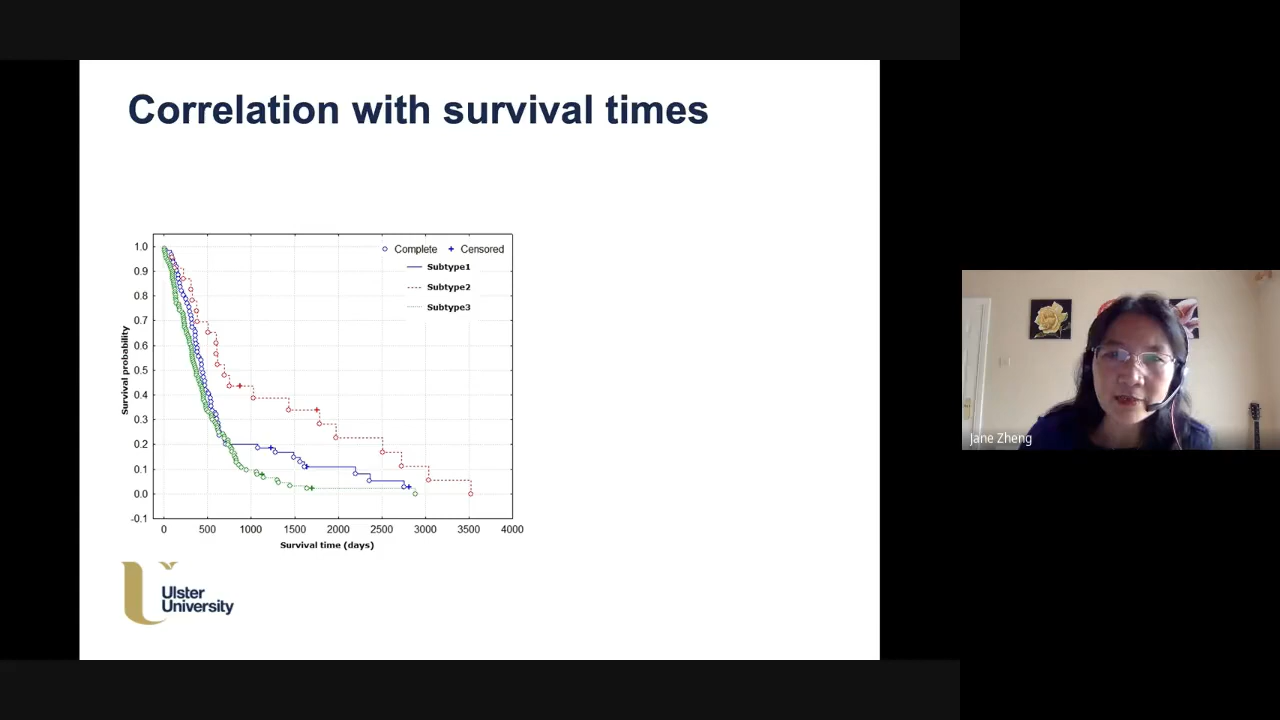 Correlation with survival times
Complete Censored
Subtype1
Subtype2
Subtype3
Survival probability
1.0
0.9
0.8
0.7
0.6
0.5
0.4
0.3
0.2
0.1
0.0
-0.1
0 500 1000 1500 2000 2500 3000 3500 4000
Survival time (days)
Ulster
University
Jane Zheng